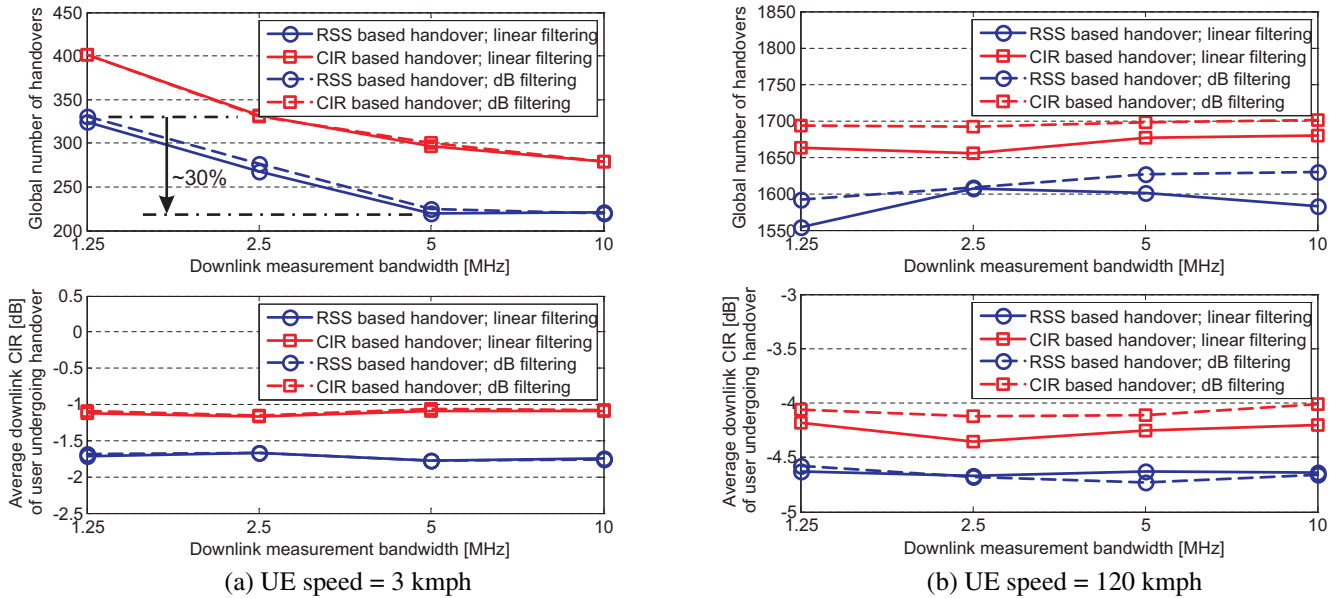 Global number of handovers
450
400
350
300
250
200
1.25
2.5
5
10
Downlink measurement bandwidth [MHz]
RSS based handover; linear filtering
CIR based handover; linear filtering
RSS based handover; dB filtering
CIR based handover; dB filtering
~30%
Average downlink CIR [dB]
of user undergoing handover
0.5
0
-0.5
-1
-1.5
-2
-2.5
1.25
2.5
5
10
Downlink measurement bandwidth [MHz]
RSS based handover; linear filtering
CIR based handover; linear filtering
RSS based handover; dB filtering
CIR based handover; dB filtering
(a) UE speed = 3 kmph
Global number of handovers
1850
1800
1750
1700
1650
1600
1550
1.25
2.5
5
10
Downlink measurement bandwidth [MHz]
RSS based handover; linear filtering
CIR based handover; linear filtering
RSS based handover; dB filtering
CIR based handover; dB filtering
Average downlink CIR [dB]
of user undergoing handover
-3
-3.5
-4
-4.5
-5
1.25
2.5
5
10
Downlink measurement bandwidth [MHz]
RSS based handover; linear filtering
CIR based handover; linear filtering
RSS based handover; dB filtering
CIR based handover; dB filtering
(b) UE speed = 120 kmph